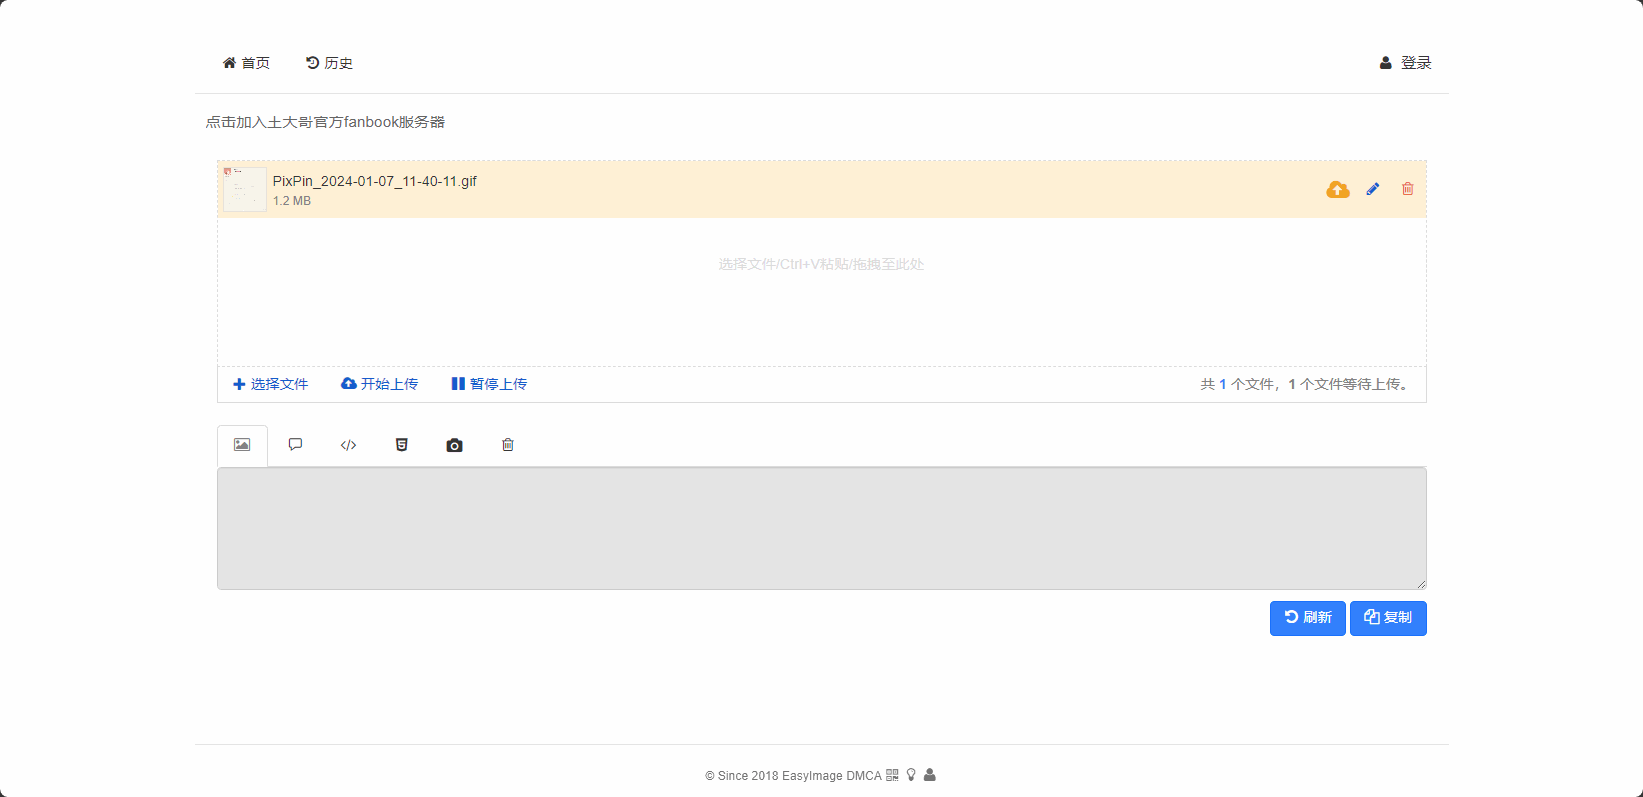 首页 历史 登录
点击加入土大哥官方fanbook服务器
PixPin_2024-01-07_11-40-11.gif
1.2 MB
选择文件/Ctrl+V粘贴/拖拽至此处
选择文件 开始上传 暂停上传 共 1 个文件，1 个文件等待上传。
刷新 复制
© Since 2018 EasyImage DMCA